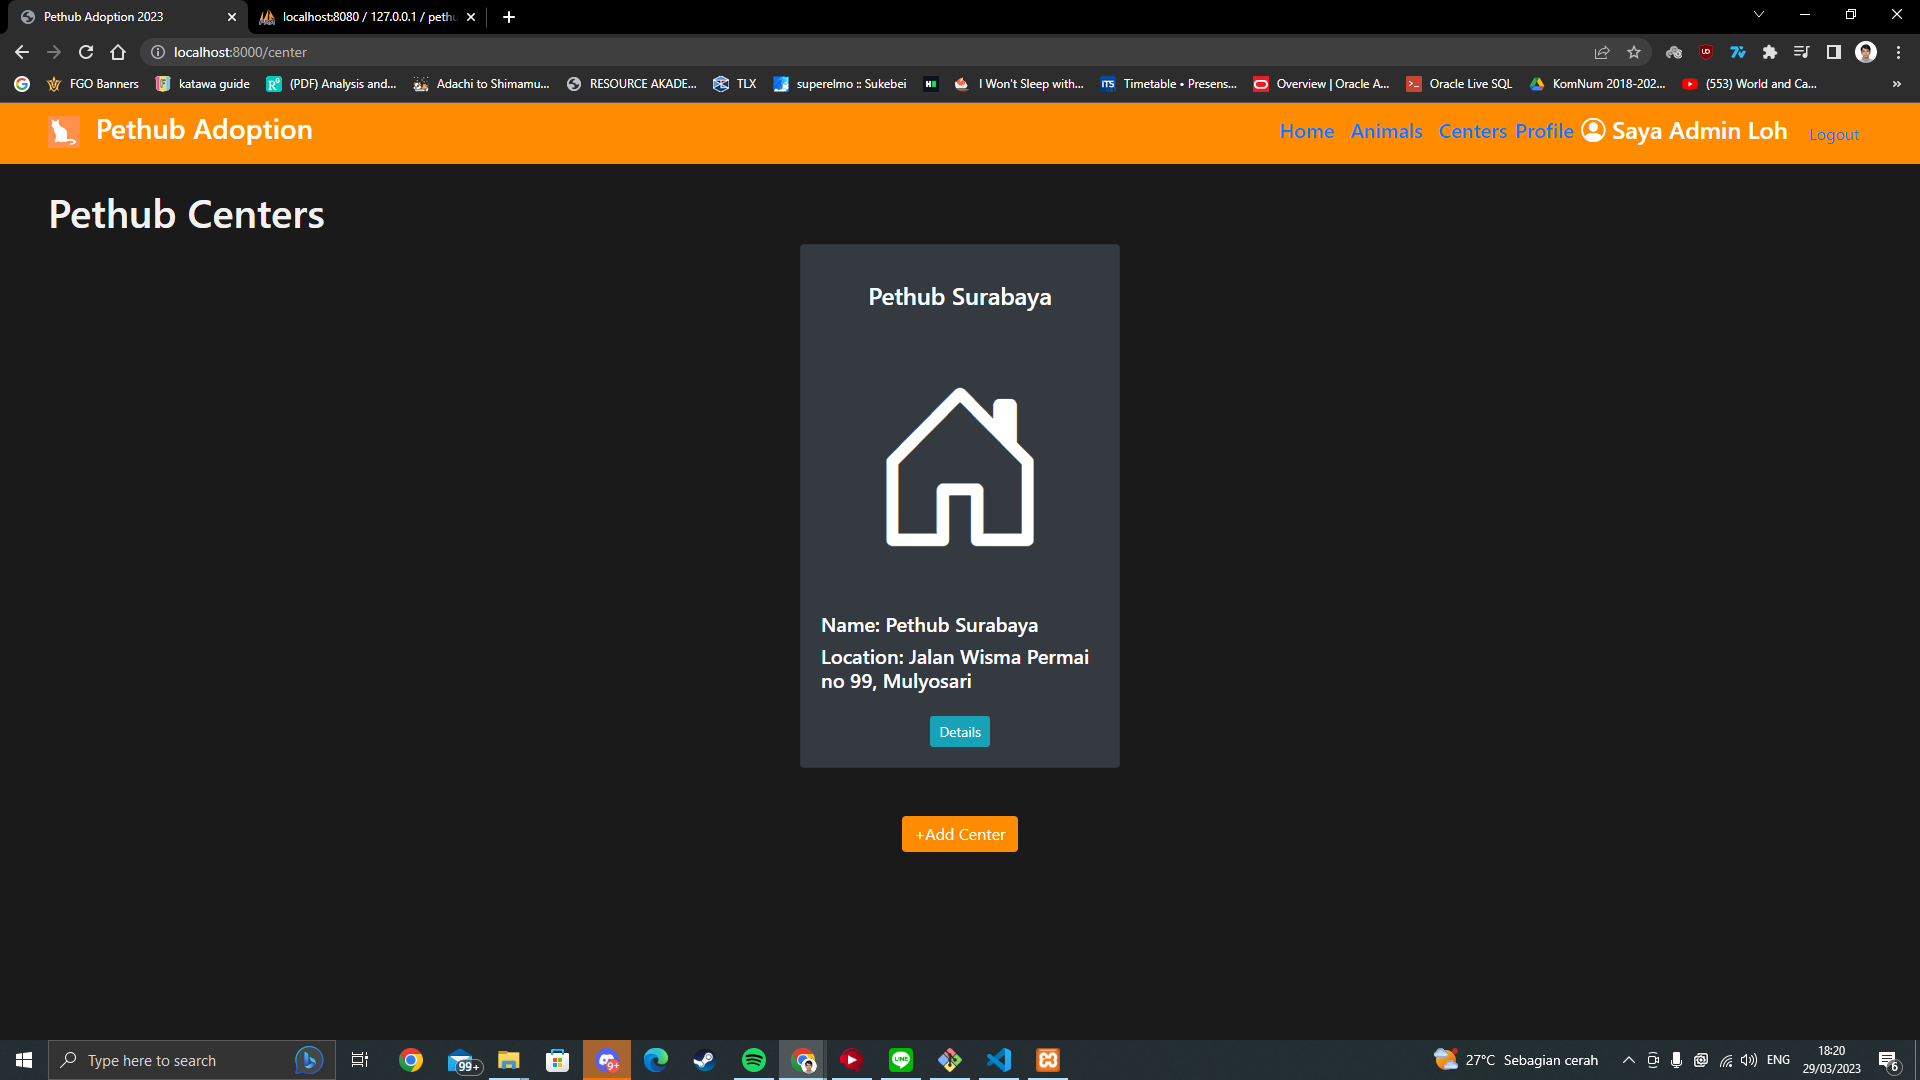 Pethub Adoption 2023
localhost:8080 / 127.0.0.1 / pethu
localhost:8000/center
FGO Banners
katawa guide
(PDF) Analysis and...
Adachi to Shimamu...
RESOURCE AKADE...
TLX
superelmo :: Sukebei
I Won't Sleep with...
ITS
Timetable • Presens...
Overview | Oracle A...
Oracle Live SQL
KomNum 2018-202...
(553) World and Ca...
»
Pethub Adoption
Home Animals Centers Profile Saya Admin Loh Logout
Pethub Centers
Pethub Surabaya
Name: Pethub Surabaya
Location: Jalan Wisma Permai
no 99, Mulyosari
Details
+Add Center
Type here to search
99+
9+
LINE
27°C Sebagian cerah
ENG
18:20
29/03/2023
6